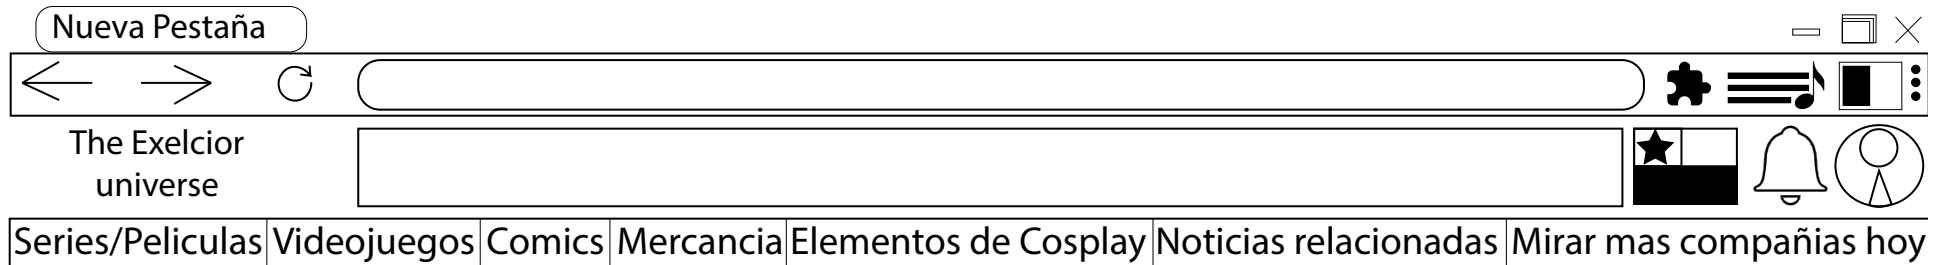 Nueva Pestaña
The Exelcior
universe
Series/Peliculas Videojuegos Comics Mercancia Elementos de Cosplay Noticias relacionadas Mirar mas compañias hoy